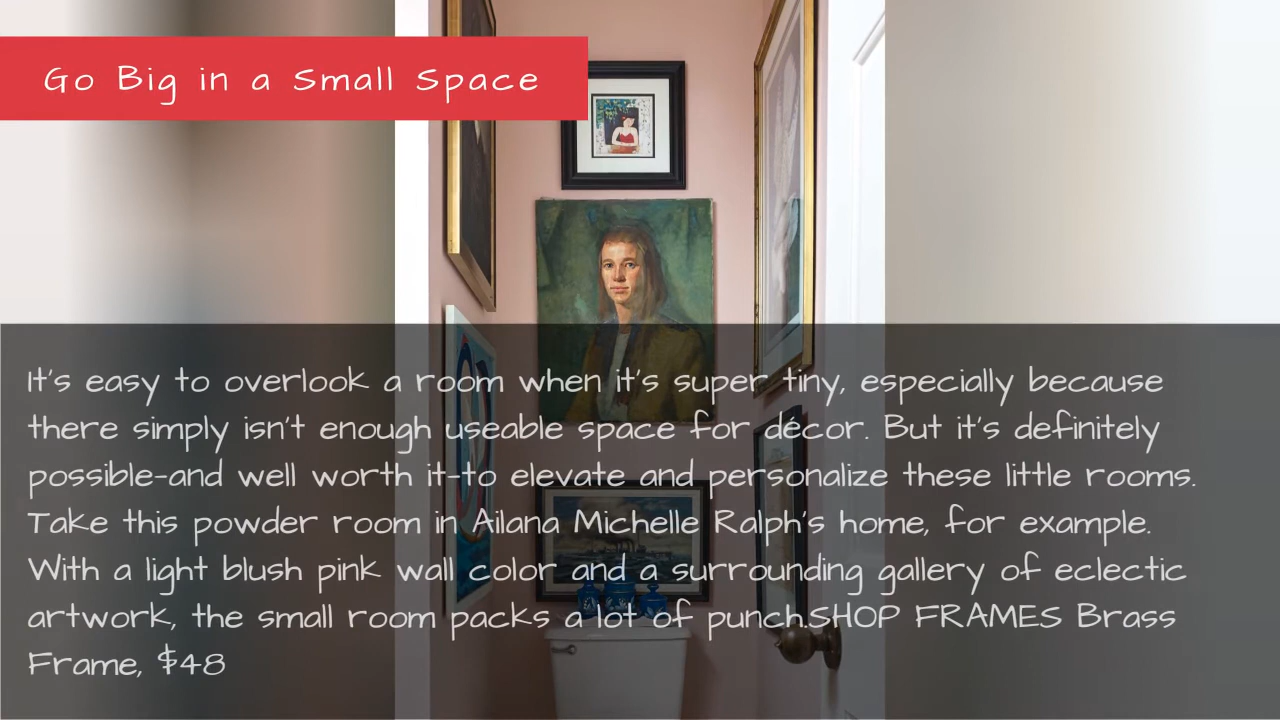 Go Big in a Small Space
It's easy to overlook a room when it's super tiny, especially because
there simply isn't enough useable space for décor. But it's definitely
possible-and well worth it-to elevate and personalize these little rooms.
Take this powder room in Ailana Michelle Ralph's home, for example.
With a light blush pink wall color and a surrounding gallery of eclectic
artwork, the small room packs a lot of punch.SHOP FRAMES Brass
Frame, $48